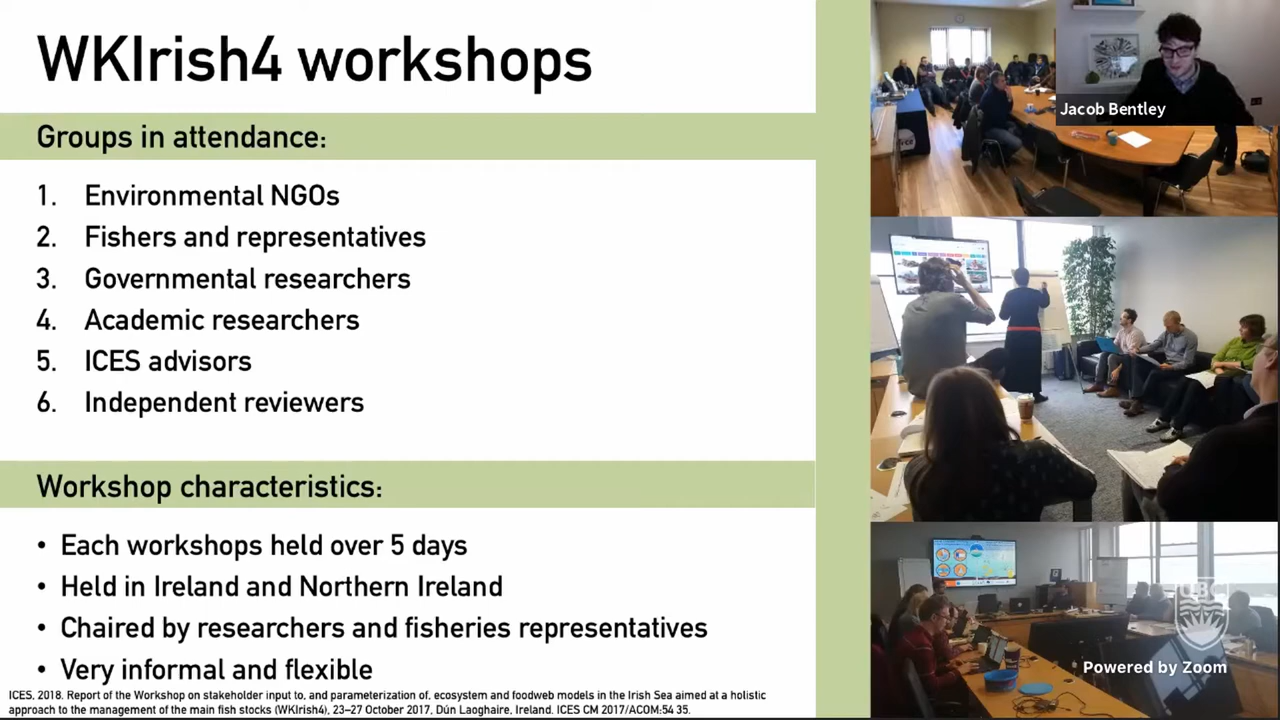 WKIrish4 workshops
Groups in attendance:
1. Environmental NGOs
2. Fishers and representatives
3. Governmental researchers
4. Academic researchers
5. ICES advisors
6. Independent reviewers
Workshop characteristics:
• Each workshops held over 5 days
• Held in Ireland and Northern Ireland
• Chaired by researchers and fisheries representatives
• Very informal and flexible
ICES, 2018. Report of the Workshop on stakeholder input to, and parameterization of, ecosystem and foodweb models in the Irish Sea aimed at a holistic
approach to the management of the main fish stocks (WKIrish4), 23–27 October 2017, Dún Laoghaire, Ireland. ICES CM 2017/ACOM:54 35.
Jacob Bentley
UBC
Powered by Zoom